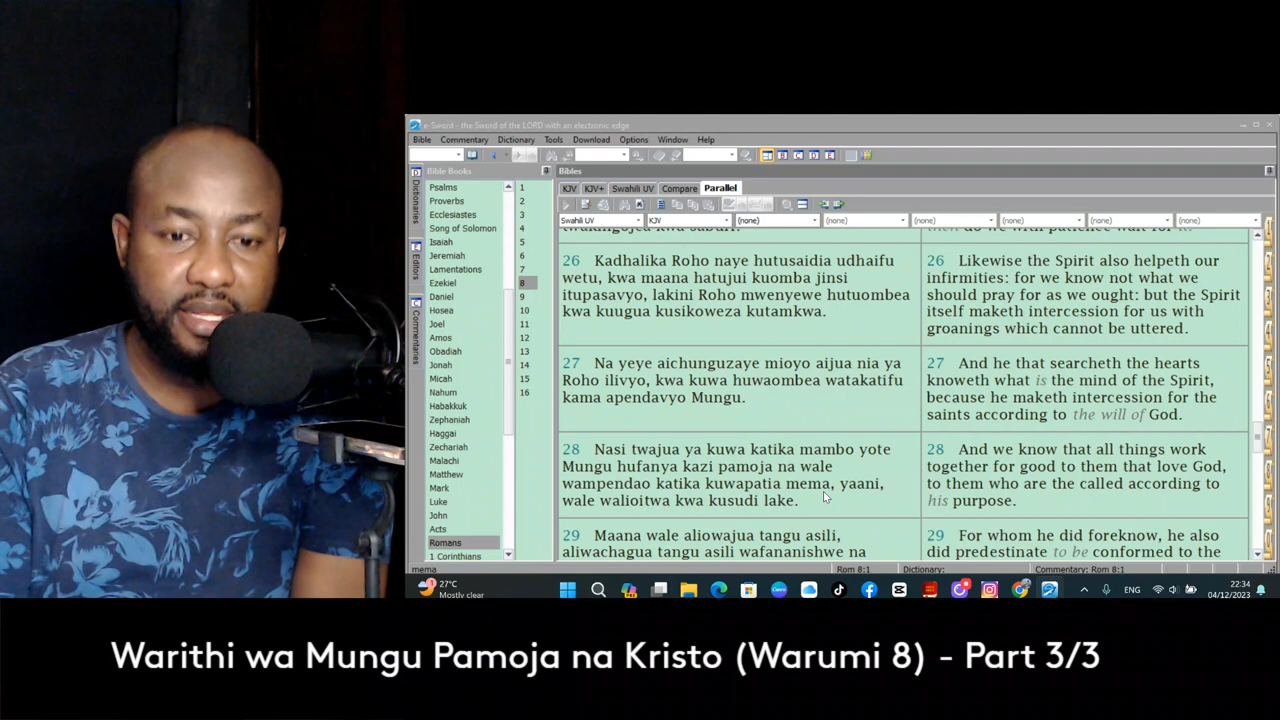 e-Sword - the Sword of the LORD with an electronic edge
Bible Commentary Dictionary Tools Download Options Window Help
Bible Books
Bibles
Dictionaries
Editors
Commentaries
Psalms
Proverbs
Ecclesiastes
Song of Solomon
Isaiah
Jeremiah
Lamentations
Ezekiel
Daniel
Hosea
Joel
Amos
Obadiah
Jonah
Micah
Nahum
Habakkuk
Zephaniah
Haggai
Zechariah
Malachi
Matthew
Mark
Luke
John
Acts
Romans
1 Corinthians
1
2
3
4
5
6
7
8
9
10
11
12
13
14
15
16
KJV KJV+ Swahili UV Compare Parallel
Swahili UV KJV (none) (none) (none) (none) (none) (none)
twakingojea kwa saburi.
26 Kadhalika Roho naye hutusaidia udhaifu
wetu, kwa maana hatujui kuomba jinsi
itupasavyo, lakini Roho mwenyewe hutuombea
kwa kuugua kusikoweza kutamkwa.
27 Na yeye aichunguzaye mioyo aijua nia ya
Roho ilivyo, kwa kuwa huwaombea watakatifu
kama apendavyo Mungu.
28 Nasi twajua ya kuwa katika mambo yote
Mungu hufanya kazi pamoja na wale
wampendao katika kuwapatia mema, yaani,
wale walioitwa kwa kusudi lake.
29 Maana wale aliowajua tangu asili,
aliwachagua tangu asili wafananishwe na
then do we with patience wait for it.
26 Likewise the Spirit also helpeth our
infirmities: for we know not what we
should pray for as we ought: but the Spirit
itself maketh intercession for us with
groanings which cannot be uttered.
27 And he that searcheth the hearts
knoweth what is the mind of the Spirit,
because he maketh intercession for the
saints according to the will of God.
28 And we know that all things work
together for good to them that love God,
to them who are the called according to
his purpose.
29 For whom he did foreknow, he also
did predestinate to be conformed to the
mema
Rom 8:1
Dictionary:
Commentary: Rom 8:1
27°C
Mostly clear
ENG
22:34
04/12/2023
Warithi wa Mungu Pamoja na Kristo (Warumi 8) - Part 3/3